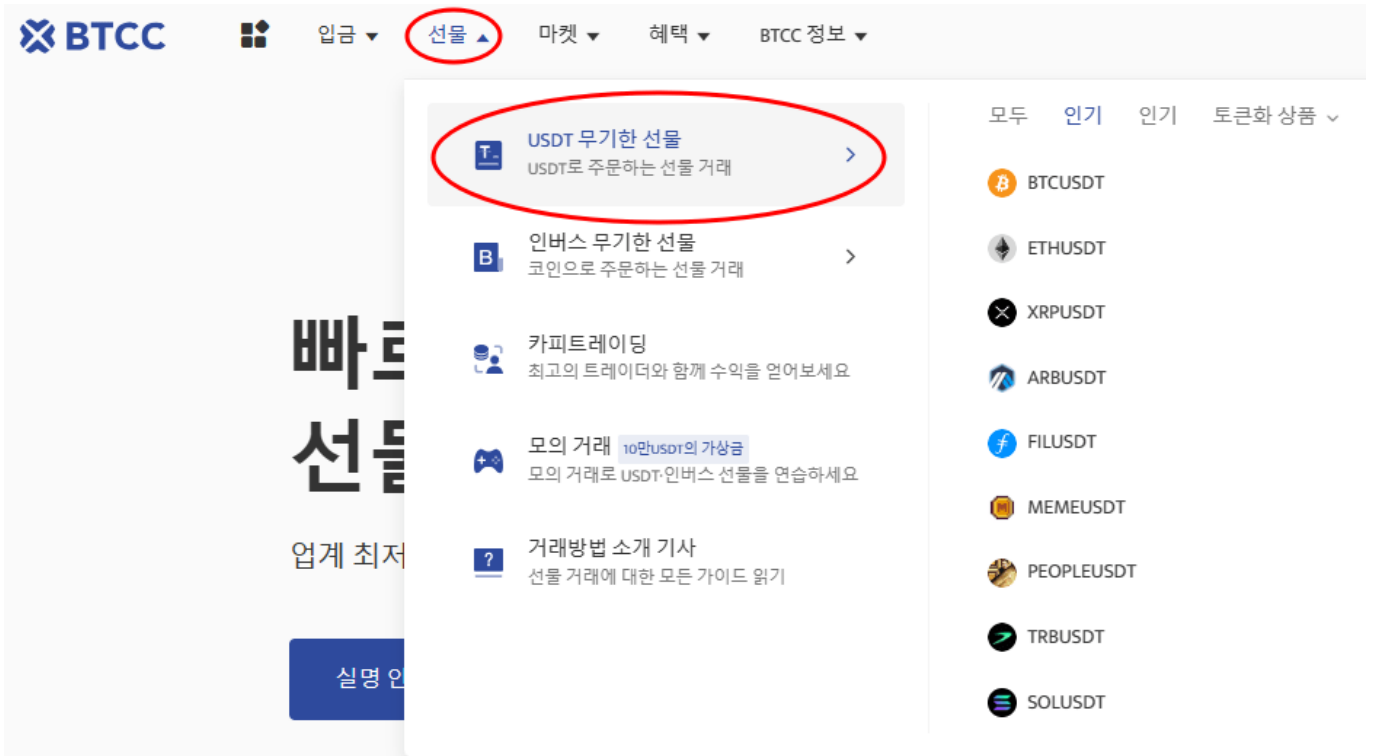 BTCC
입금 ▼ 선물 ▲ 마켓 ▼ 혜택 ▼ BTCC 정보 ▼
USDT 무기한 선물
USDT로 주문하는 선물 거래
인버스 무기한 선물
코인으로 주문하는 선물 거래
카피트레이딩
최고의 트레이더와 함께 수익을 얻어보세요
모의 거래 10만USDT의 가상금
모의 거래로 USDT·인버스 선물을 연습하세요
거래방법 소개 기사
선물 거래에 대한 모든 가이드 읽기
모두 인기 인기 토큰화 상품
BTCUSDT
ETHUSDT
XRPUSDT
ARBUSDT
FILUSDT
MEMEUSDT
PEOPLEUSDT
TRBUSDT
SOLUSDT
빠르
선물
업계 최저
실명 인